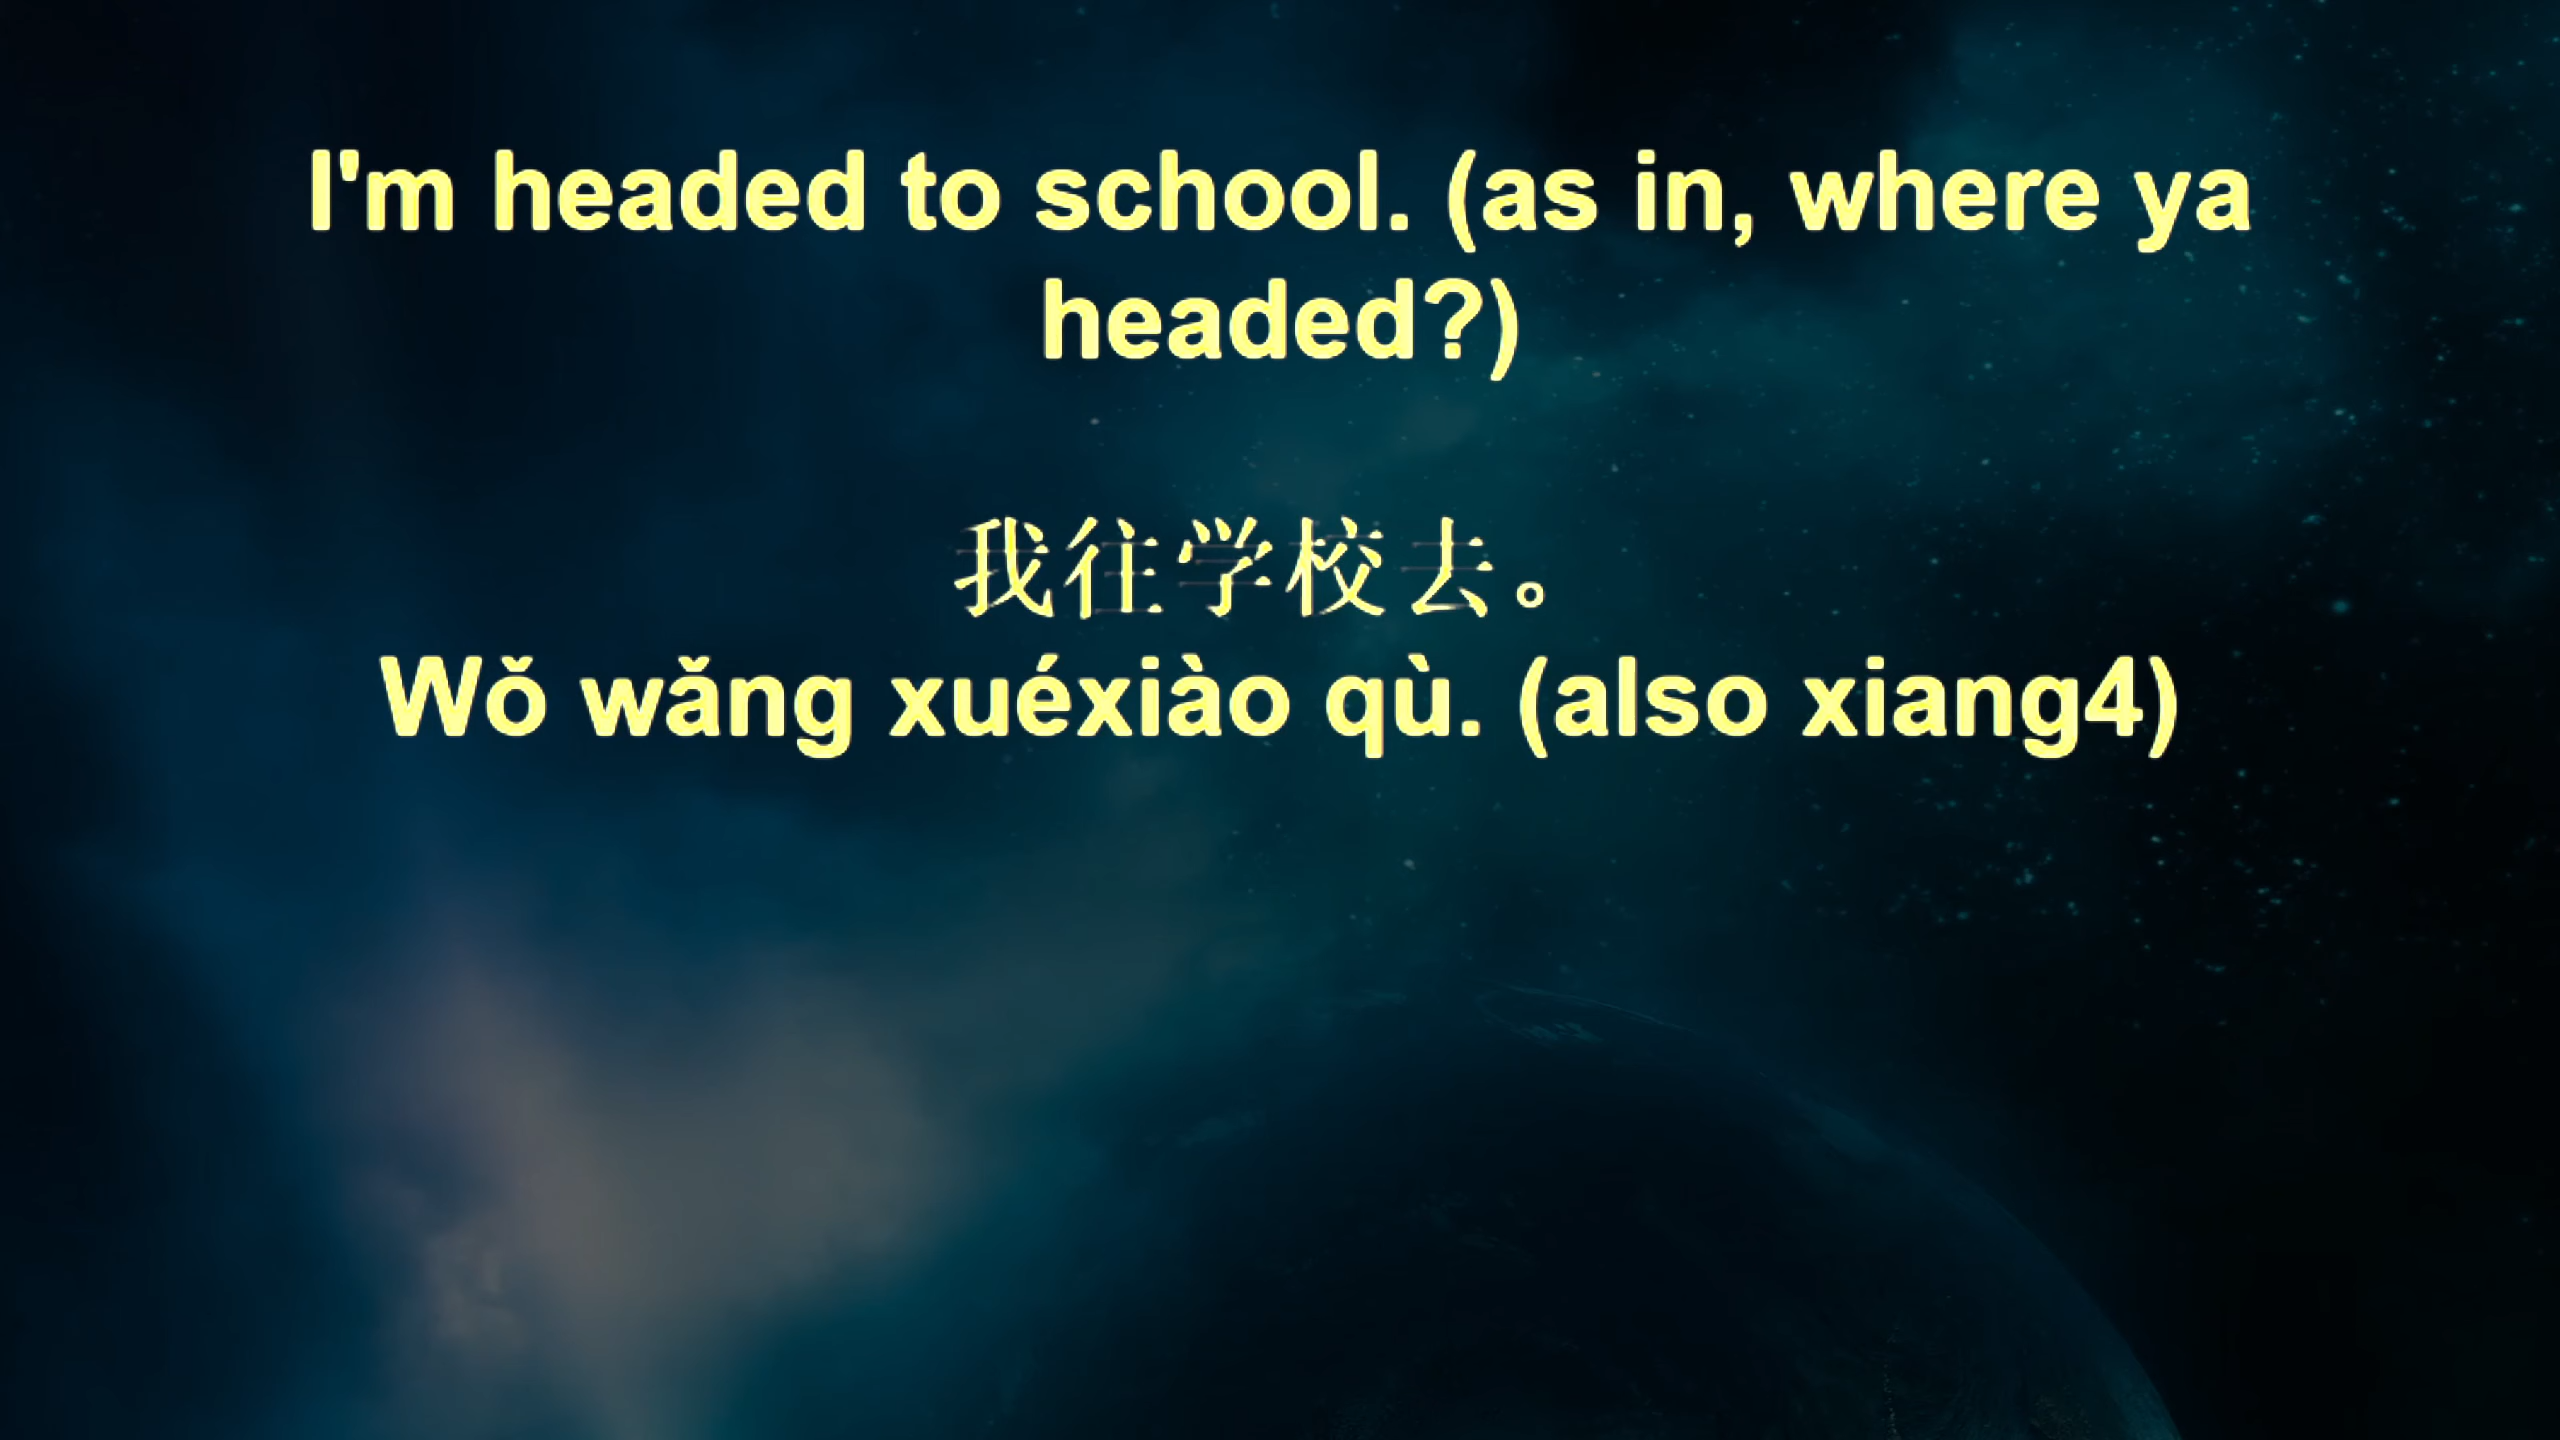 I'm headed to school. (as in, where ya
headed?)
我往学校去。
Wǒ wǎng xuéxiào qù. (also xiang4)